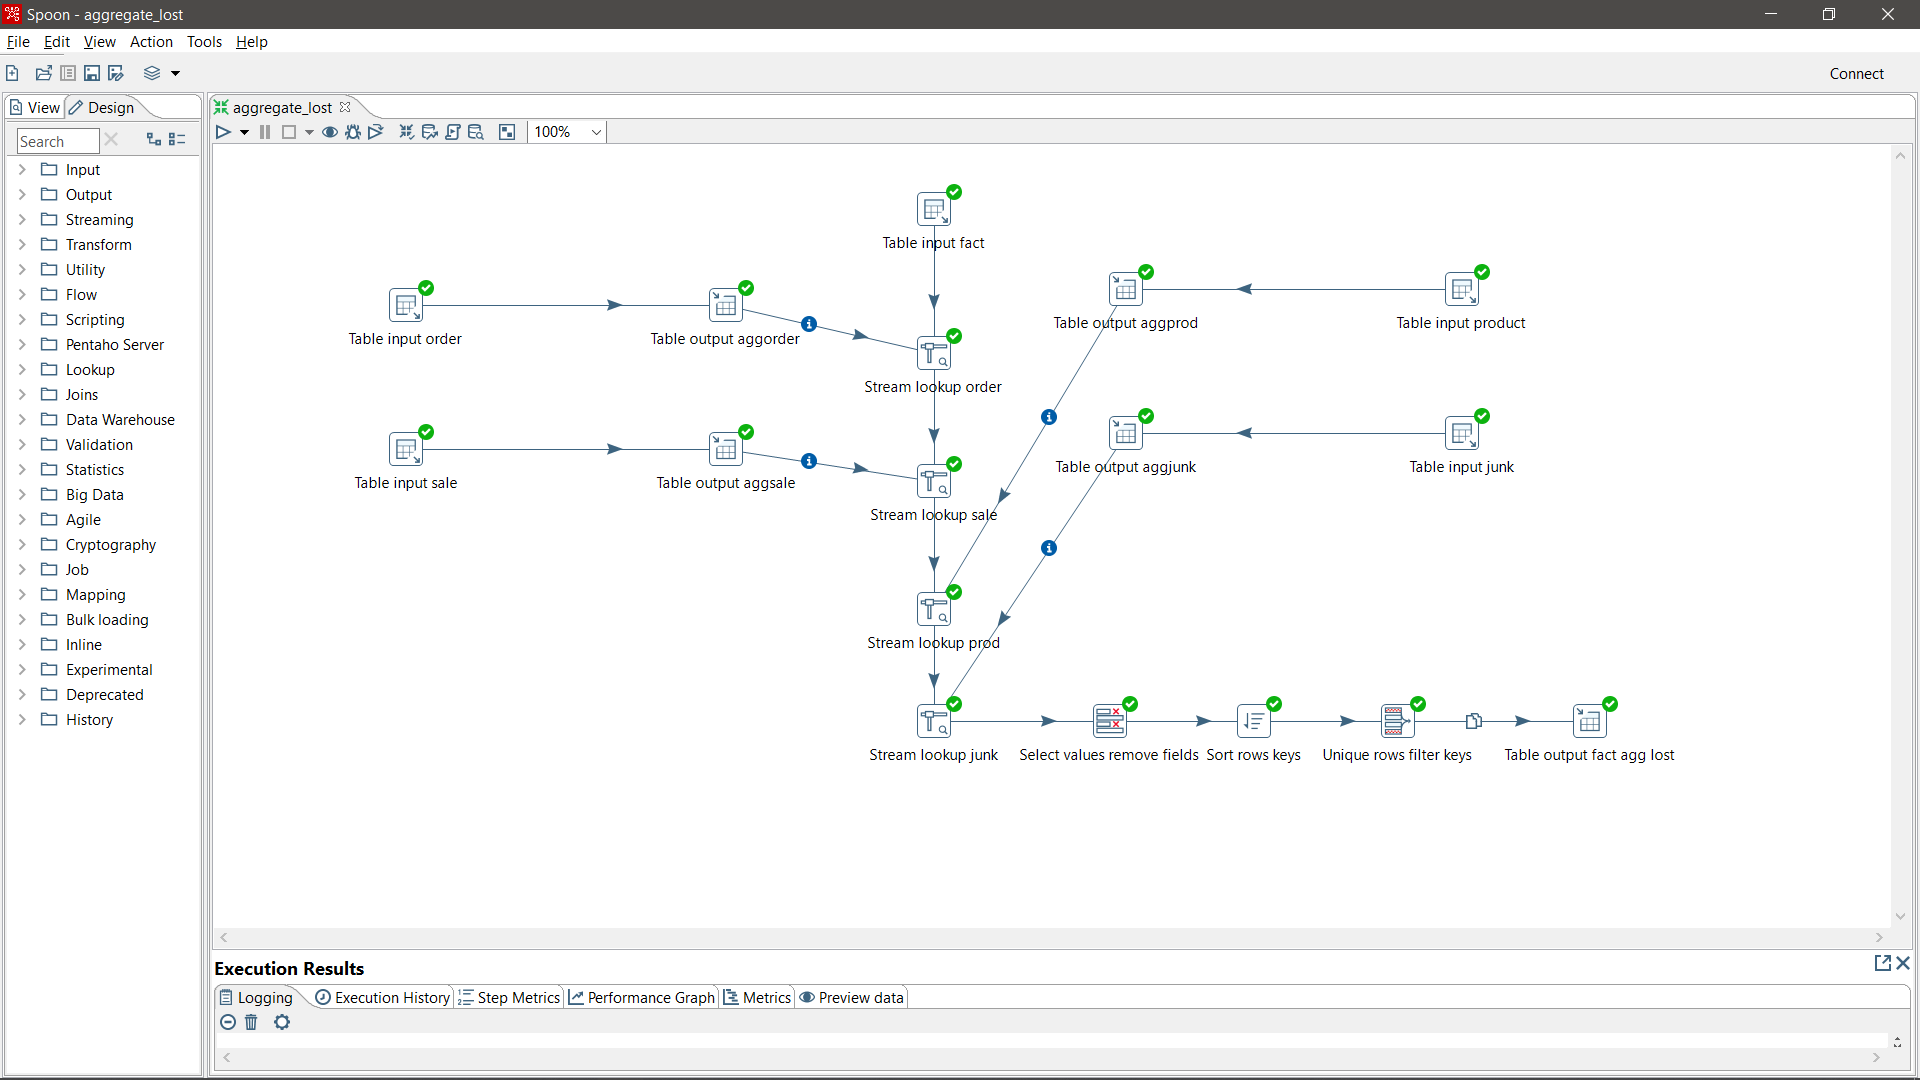 Spoon - aggregate_lost
File Edit View Action Tools Help
Connect
View Design
Search
Input
Output
Streaming
Transform
Utility
Flow
Scripting
Pentaho Server
Lookup
Joins
Data Warehouse
Validation
Statistics
Big Data
Agile
Cryptography
Job
Mapping
Bulk loading
Inline
Experimental
Deprecated
History
aggregate_lost
100%
Table input fact
Table input order
Table output aggorder
Stream lookup order
Table output aggprod
Table input product
Table input sale
Table output aggsale
Stream lookup sale
Table output aggjunk
Table input junk
Stream lookup prod
Stream lookup junk
Select values remove fields
Sort rows keys
Unique rows filter keys
Table output fact agg lost
Execution Results
Logging Execution History Step Metrics Performance Graph Metrics Preview data